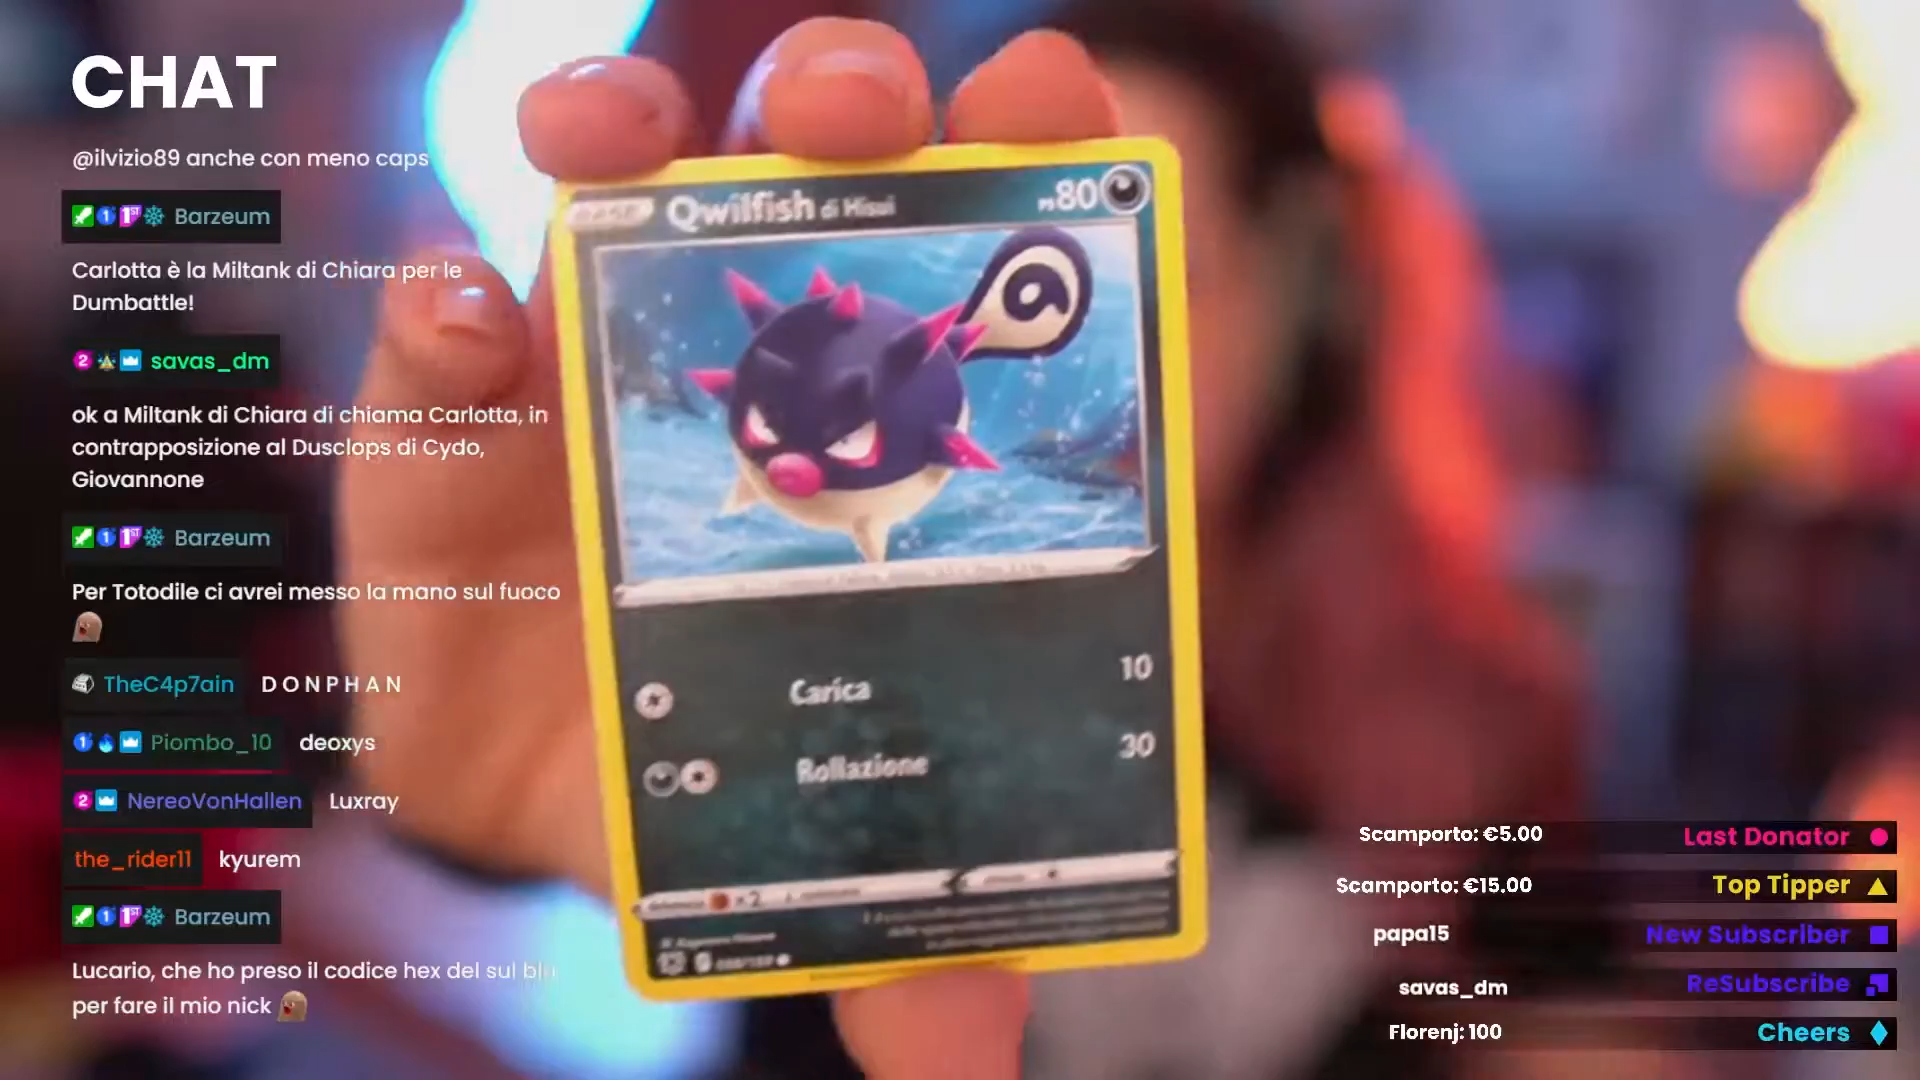 CHAT
@ilvizio89 anche con meno caps
Barzeum
Carlotta è la Miltank di Chiara per le
Dumbattle!
savas_dm
ok a Miltank di Chiara di chiama Carlotta, in
contrapposizione al Dusclops di Cydo,
Giovannone
Barzeum
Per Totodile ci avrei messo la mano sul fuoco
TheC4p7ain D O N P H A N
Piombo_10 deoxys
NereoVonHallen Luxray
the_rider11 kyurem
Barzeum
Lucario, che ho preso il codice hex del sul blu
per fare il mio nick
BASE Qwilfish di Hisui PS 80
Carica 10
Rollazione 30
×2
Scamporto: €5.00 Last Donator
Scamporto: €15.00 Top Tipper
papa15 New Subscriber
savas_dm ReSubscribe
Florenj: 100 Cheers